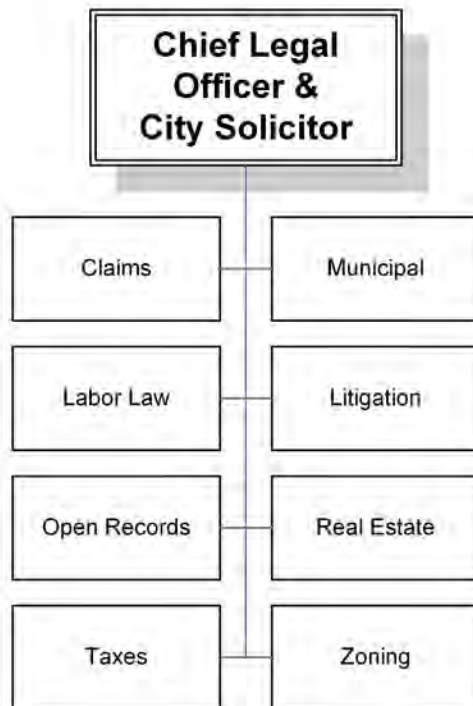 Chief Legal
Officer &
City Solicitor
Claims
Municipal
Labor Law
Litigation
Open Records
Real Estate
Taxes
Zoning